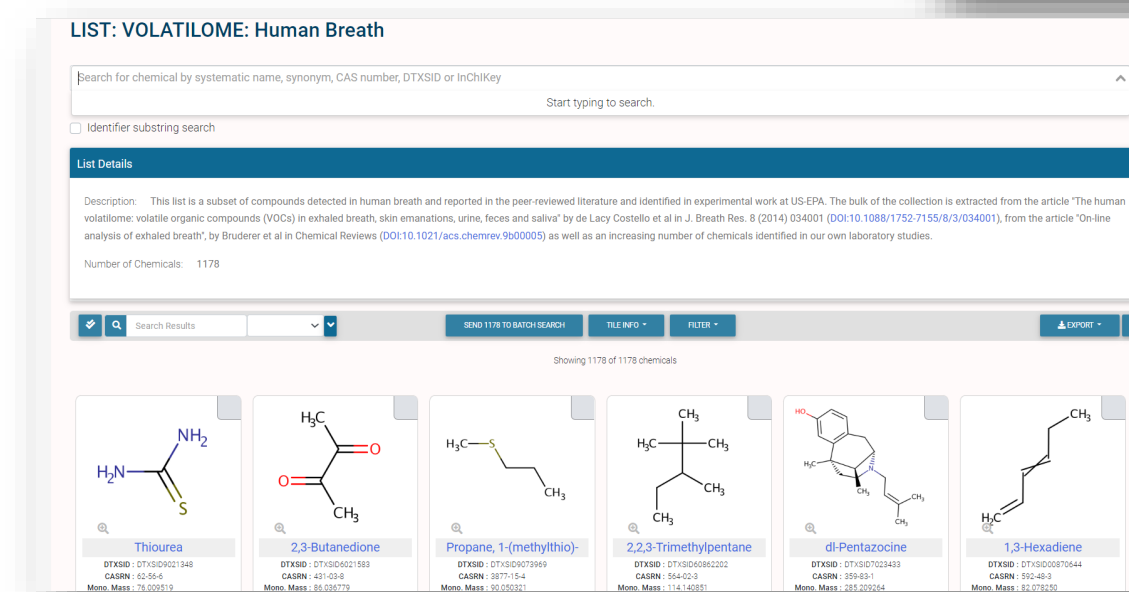 LIST: VOLATILOME: Human Breath
Search for chemical by systematic name, synonym, CAS number, DTXSID or InChIKey
Start typing to search.
Identifier substring search
List Details
Description: This list is a subset of compounds detected in human breath and reported in the peer-reviewed literature and identified in experimental work at US-EPA. The bulk of the collection is extracted from the article "The human
volatilome: volatile organic compounds (VOCs) in exhaled breath, skin emanations, urine, feces and saliva" by de Lacy Costello et al in J. Breath Res. 8 (2014) 034001 (DOI:10.1088/1752-7155/8/3/034001), from the article "On-line
analysis of exhaled breath", by Bruderer et al in Chemical Reviews (DOI:10.1021/acs.chemrev.9b00005) as well as an increasing number of chemicals identified in our own laboratory studies.
Number of Chemicals: 1178
Search Results SEND 1178 TO BATCH SEARCH TILE INFO FILTER EXPORT
Showing 1178 of 1178 chemicals
NH2
H2N
S
H3C
O
O
CH3
H3C S
CH3
CH3
H3C CH3
CH3
CH3
HO
H3C
N
CH3
CH3
CH3
CH3
H2C
Thiourea
DTXSID : DTXSID9021348
CASRN : 62-56-6
Mono. Mass : 76.009519
2,3-Butanedione
DTXSID : DTXSID6021583
CASRN : 431-03-8
Mono. Mass : 86.036779
Propane, 1-(methylthio)-
DTXSID : DTXSID9073969
CASRN : 3877-15-4
Mono. Mass : 90.050321
2,2,3-Trimethylpentane
DTXSID : DTXSID60862202
CASRN : 564-02-3
Mono. Mass : 114.140851
dl-Pentazocine
DTXSID : DTXSID7023433
CASRN : 359-83-1
Mono. Mass : 285.209264
1,3-Hexadiene
DTXSID : DTXSID00870644
CASRN : 592-48-3
Mono. Mass : 82.078250